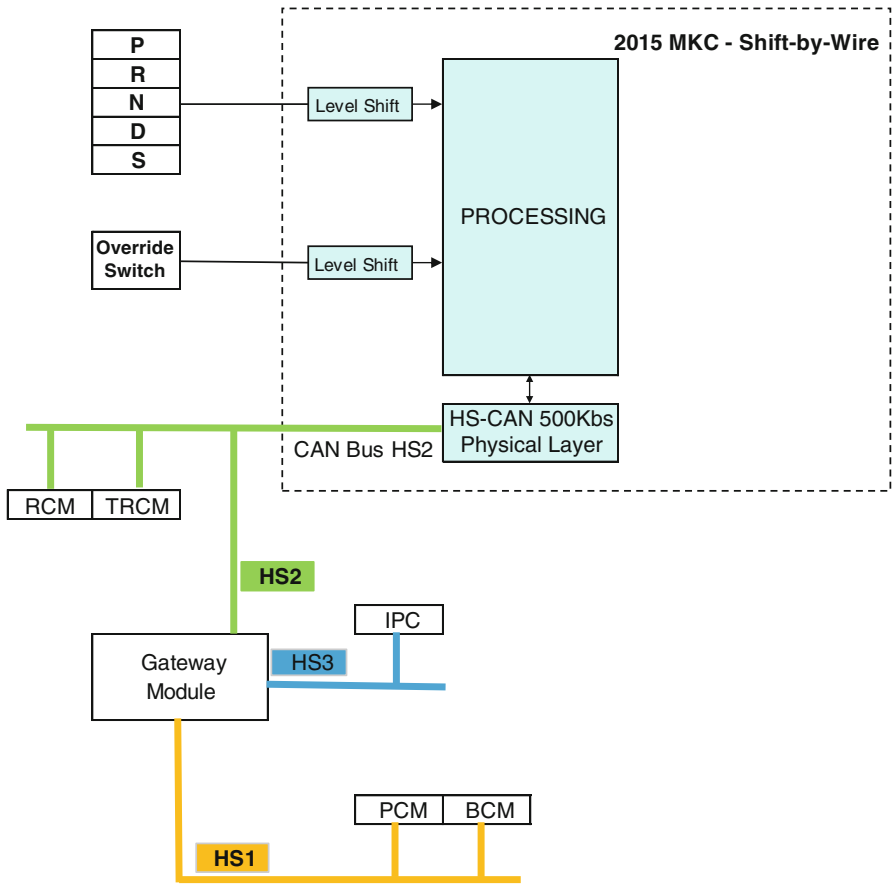 2015 MKC - Shift-by-Wire
P
R
N
D
S
Level Shift
PROCESSING
Override
Switch
Level Shift
HS-CAN 500Kbs
Physical Layer
CAN Bus HS2
RCM
TRCM
HS2
IPC
Gateway
Module
HS3
PCM
BCM
HS1